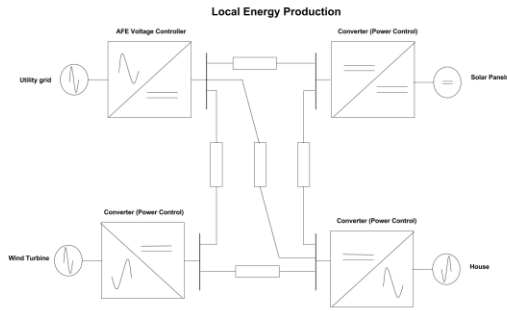 Local Energy Production
AFE Voltage Controller
Converter (Power Control)
Utility grid
Solar Panels
Converter (Power Control)
Converter (Power Control)
Wind Turbine
House